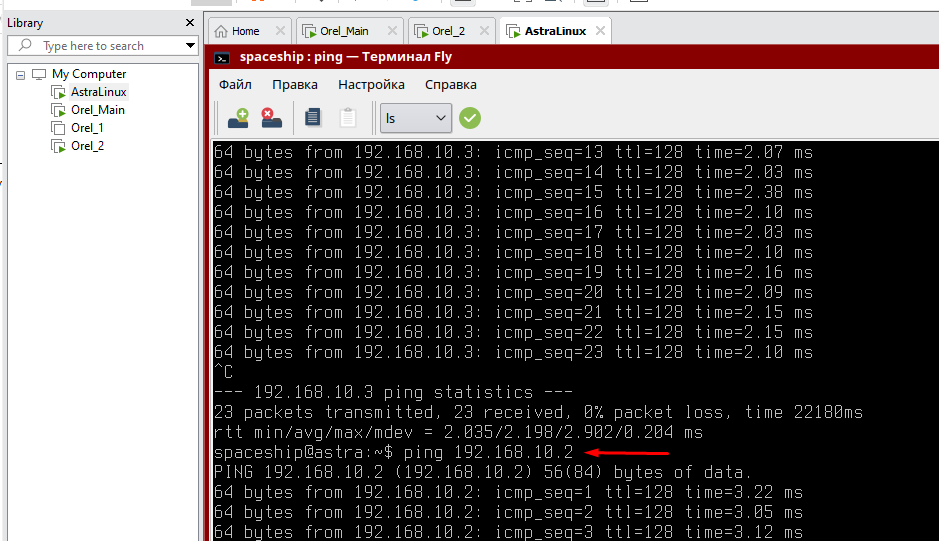 Library
Home
Orel_Main
Orel_2
AstraLinux
Type here to search
My Computer
AstraLinux
Orel_Main
Orel_1
Orel_2
spaceship : ping — Терминал Fly
Файл Правка Настройка Справка
ls
64 bytes from 192.168.10.3: icmp_seq=13 ttl=128 time=2.07 ms
64 bytes from 192.168.10.3: icmp_seq=14 ttl=128 time=2.03 ms
64 bytes from 192.168.10.3: icmp_seq=15 ttl=128 time=2.38 ms
64 bytes from 192.168.10.3: icmp_seq=16 ttl=128 time=2.10 ms
64 bytes from 192.168.10.3: icmp_seq=17 ttl=128 time=2.03 ms
64 bytes from 192.168.10.3: icmp_seq=18 ttl=128 time=2.10 ms
64 bytes from 192.168.10.3: icmp_seq=19 ttl=128 time=2.16 ms
64 bytes from 192.168.10.3: icmp_seq=20 ttl=128 time=2.09 ms
64 bytes from 192.168.10.3: icmp_seq=21 ttl=128 time=2.15 ms
64 bytes from 192.168.10.3: icmp_seq=22 ttl=128 time=2.15 ms
64 bytes from 192.168.10.3: icmp_seq=23 ttl=128 time=2.10 ms
^C
--- 192.168.10.3 ping statistics ---
23 packets transmitted, 23 received, 0% packet loss, time 22180ms
rtt min/avg/max/mdev = 2.035/2.198/2.902/0.204 ms
spaceship@astra:~$ ping 192.168.10.2
PING 192.168.10.2 (192.168.10.2) 56(84) bytes of data.
64 bytes from 192.168.10.2: icmp_seq=1 ttl=128 time=3.22 ms
64 bytes from 192.168.10.2: icmp_seq=2 ttl=128 time=3.05 ms
64 bytes from 192.168.10.2: icmp_seq=3 ttl=128 time=3.12 ms